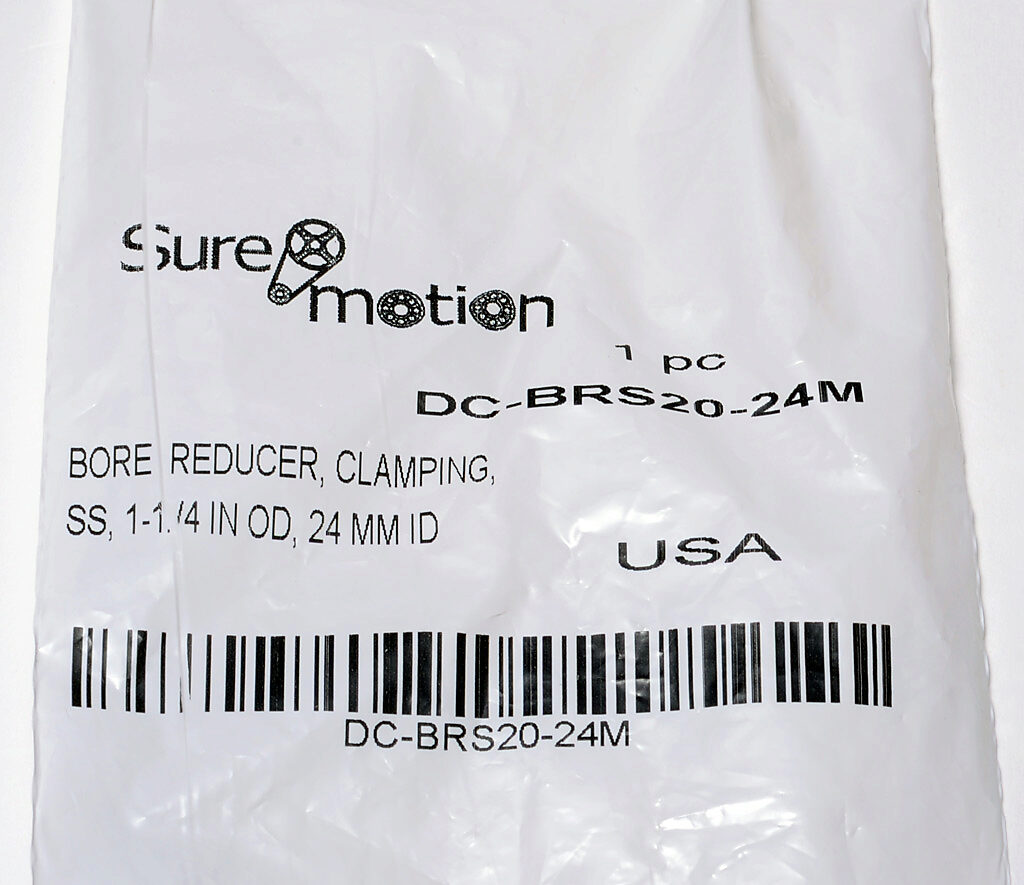 Sure
motion
1 pc
DC-BRS20-24M
BORE REDUCER, CLAMPING,
SS, 1-1/4 IN OD, 24 MM ID
USA
DC-BRS20-24M